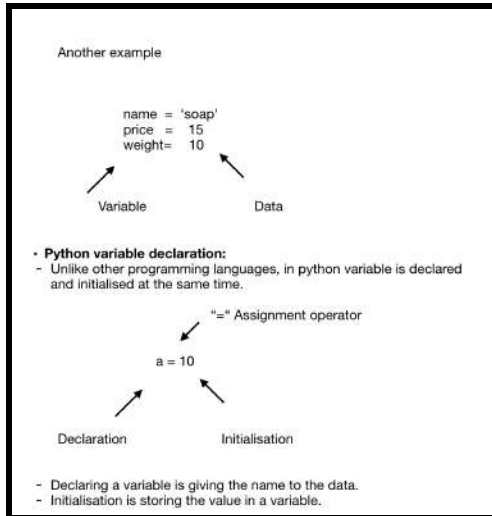 Another example
name = 'soap'
price = 15
weight= 10
Variable Data
• Python variable declaration:
- Unlike other programming languages, in python variable is declared
and initialised at the same time.
"=" Assignment operator
a = 10
Declaration Initialisation
- Declaring a variable is giving the name to the data.
- Initialisation is storing the value in a variable.